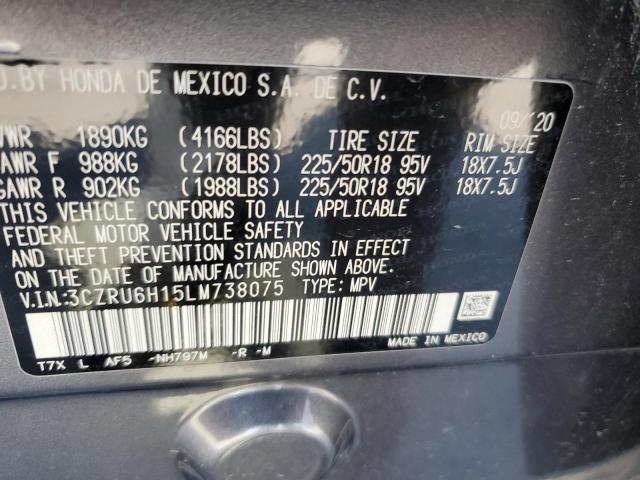 D.BY HONDA DE MEXICO S.A. DE C.V.
09/20
VWR 1890KG (4166LBS) TIRE SIZE RIM SIZE
AWR F 988KG (2178LBS) 225/50R18 95V 18X7.5J
GAWR R 902KG (1988LBS) 225/50R18 95V 18X7.5J
THIS VEHICLE CONFORMS TO ALL APPLICABLE
FEDERAL MOTOR VEHICLE SAFETY
AND THEFT PREVENTION STANDARDS IN EFFECT
ON THE DATE OF MANUFACTURE SHOWN ABOVE.
V.I.N:3CZRU6H15LM738075 TYPE: MPV
MADE IN MEXICO
T7X L AF5 -NH797M -R -M